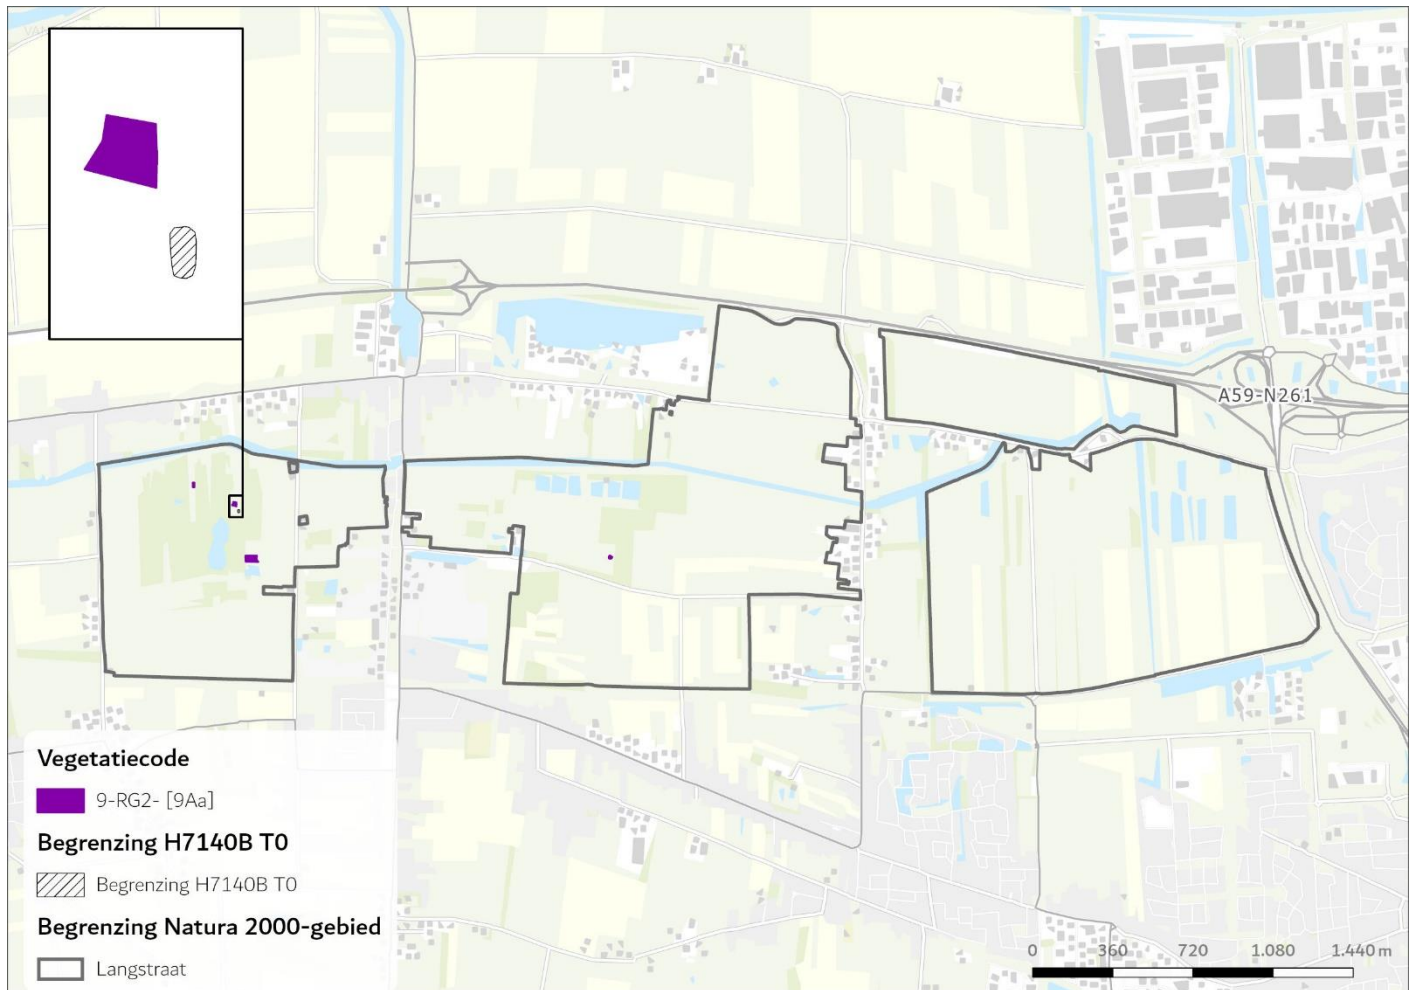 A59-N261
Vegetatiecode
9-RG2- [9Aa]
Begrenzing H7140B T0
Begrenzing H7140B T0
Begrenzing Natura 2000-gebied
Langstraat
0 360 720 1.080 1.440 m